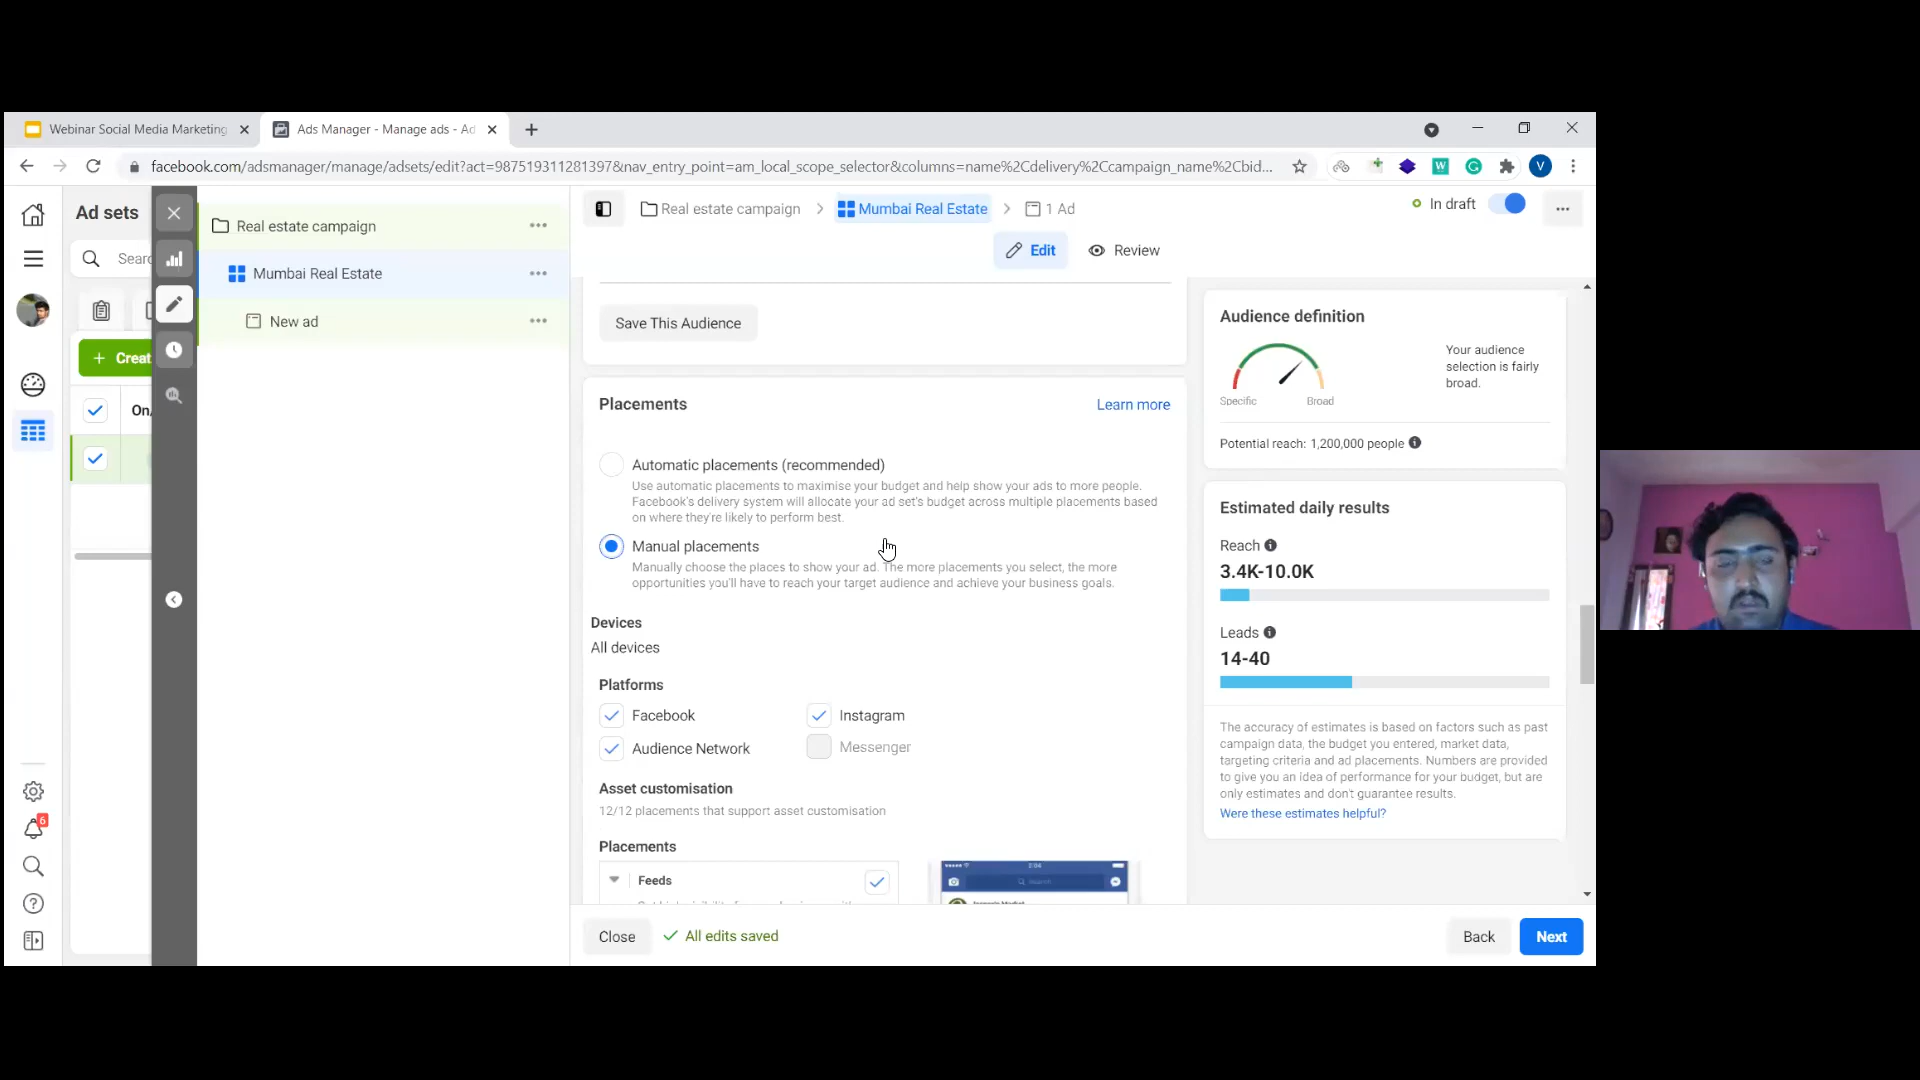 Webinar Social Media Marketing
Ads Manager - Manage ads - Ad
facebook.com/adsmanager/manage/adsets/edit?act=987519311281397&nav_entry_point=am_local_scope_selector&columns=name%2Cdelivery%2Ccampaign_name%2Cbid...
W
G
V
Ad sets
Searc
+ Creat
On/
6
Real estate campaign
Mumbai Real Estate
New ad
Real estate campaign > Mumbai Real Estate > 1 Ad
In draft
Edit
Review
Save This Audience
Placements
Learn more
Automatic placements (recommended)
Use automatic placements to maximise your budget and help show your ads to more people.
Facebook's delivery system will allocate your ad set's budget across multiple placements based
on where they're likely to perform best.
Manual placements
Manually choose the places to show your ad. The more placements you select, the more
opportunities you'll have to reach your target audience and achieve your business goals.
Devices
All devices
Platforms
Facebook
Instagram
Audience Network
Messenger
Asset customisation
12/12 placements that support asset customisation
Placements
Feeds
2:04
Search
Close
All edits saved
Back
Next
Audience definition
Your audience
selection is fairly
broad.
Specific
Broad
Potential reach: 1,200,000 people
Estimated daily results
Reach
3.4K-10.0K
Leads
14-40
The accuracy of estimates is based on factors such as past
campaign data, the budget you entered, market data,
targeting criteria and ad placements. Numbers are provided
to give you an idea of performance for your budget, but are
only estimates and don't guarantee results.
Were these estimates helpful?